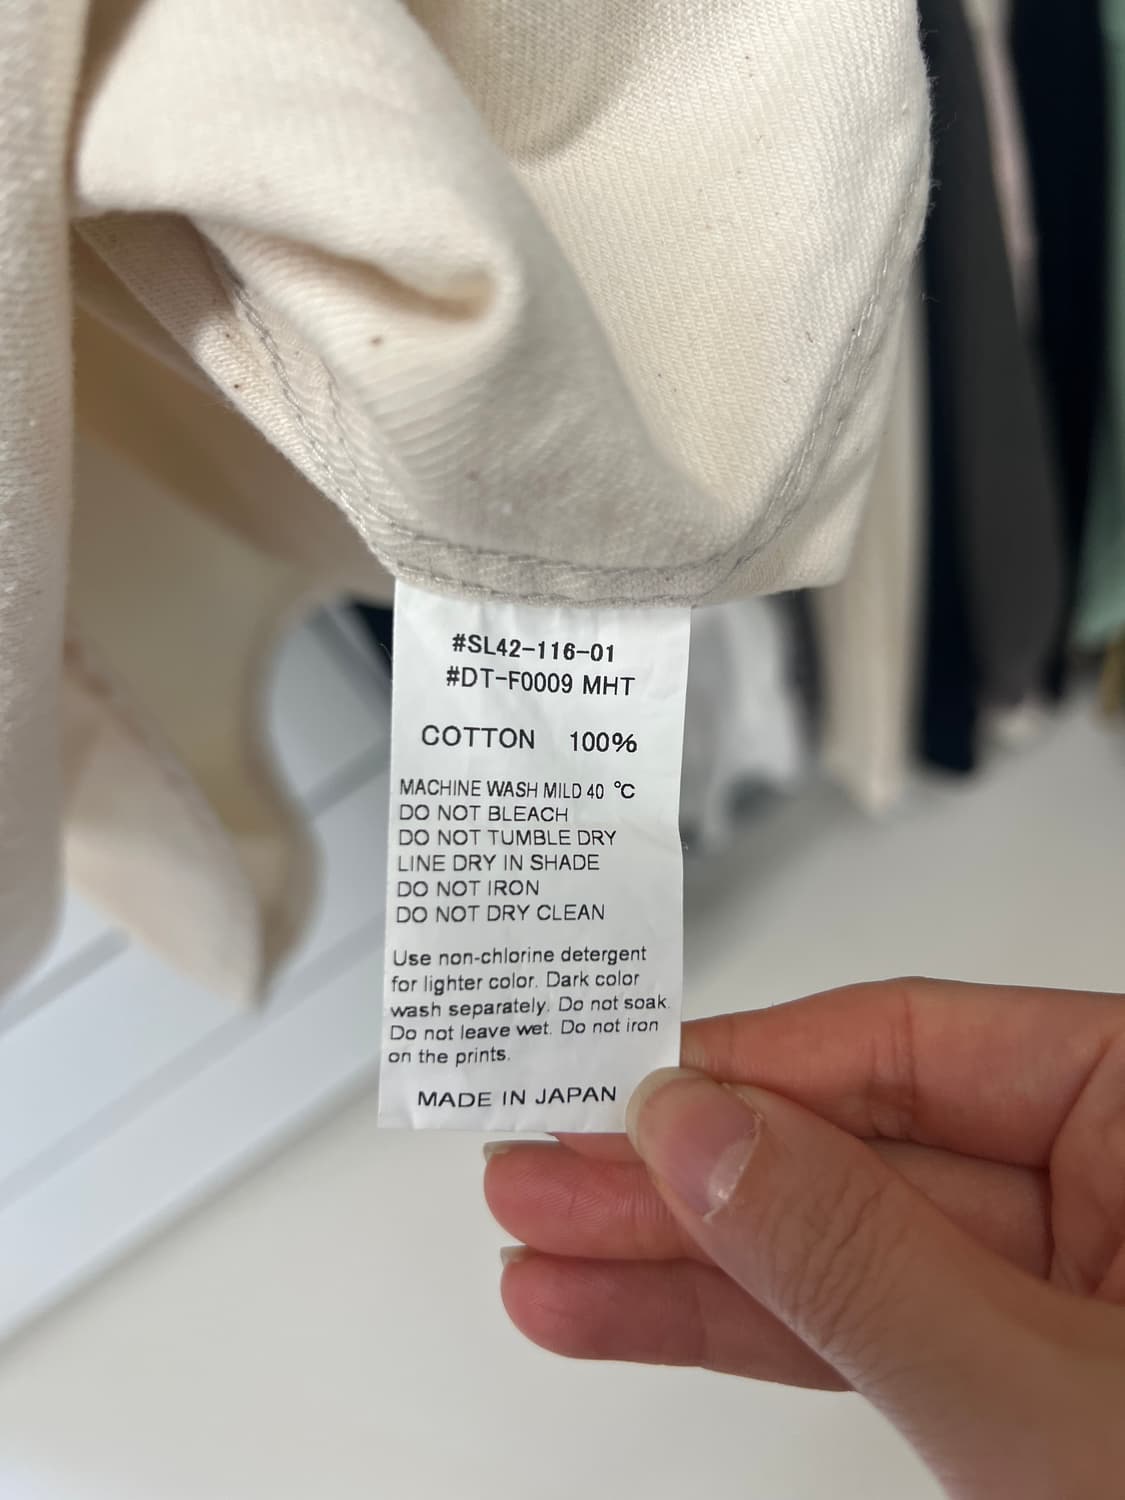 #SL42-116-01
#DT-F0009 MHT
COTTON 100%
MACHINE WASH MILD 40 ℃
DO NOT BLEACH
DO NOT TUMBLE DRY
LINE DRY IN SHADE
DO NOT IRON
DO NOT DRY CLEAN
Use non-chlorine detergent
for lighter color. Dark color
wash separately. Do not soak.
Do not leave wet. Do not iron
on the prints.
MADE IN JAPAN